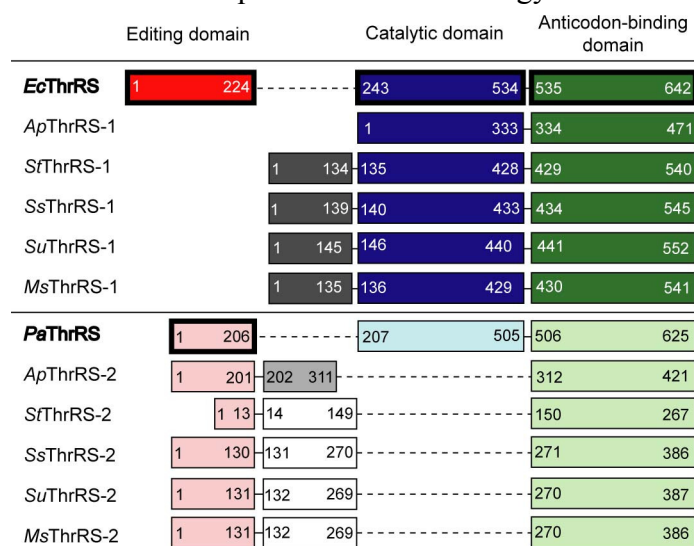 Editing domain Catalytic domain Anticodon-binding
domain
EcThrRS 1 224 243 534 535 642
ApThrRS-1 1 333 334 471
StThrRS-1 1 134 135 428 429 540
SsThrRS-1 1 139 140 433 434 545
SuThrRS-1 1 145 146 440 441 552
MsThrRS-1 1 135 136 429 430 541
PaThrRS 1 206 207 505 506 625
ApThrRS-2 1 201 202 311 312 421
StThrRS-2 1 13 14 149 150 267
SsThrRS-2 1 130 131 270 271 386
SuThrRS-2 1 131 132 269 270 387
MsThrRS-2 1 131 132 269 270 386